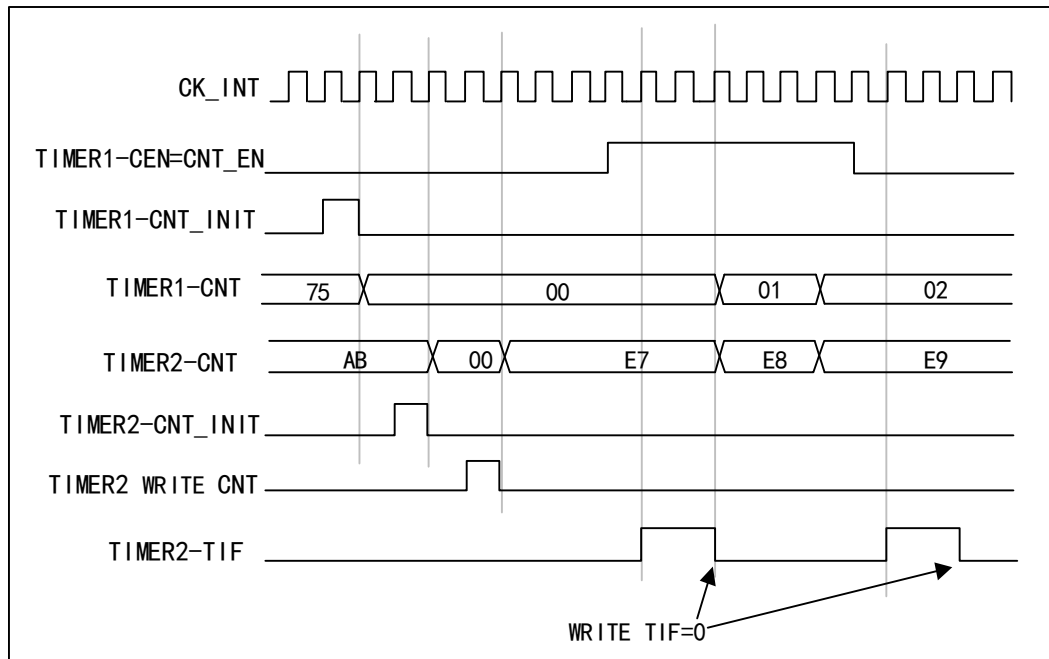 CK_INT
TIMER1-CEN=CNT_EN
TIMER1-CNT_INIT
TIMER1-CNT 75 00 01 02
TIMER2-CNT AB 00 E7 E8 E9
TIMER2-CNT_INIT
TIMER2 WRITE CNT
TIMER2-TIF
WRITE TIF=0